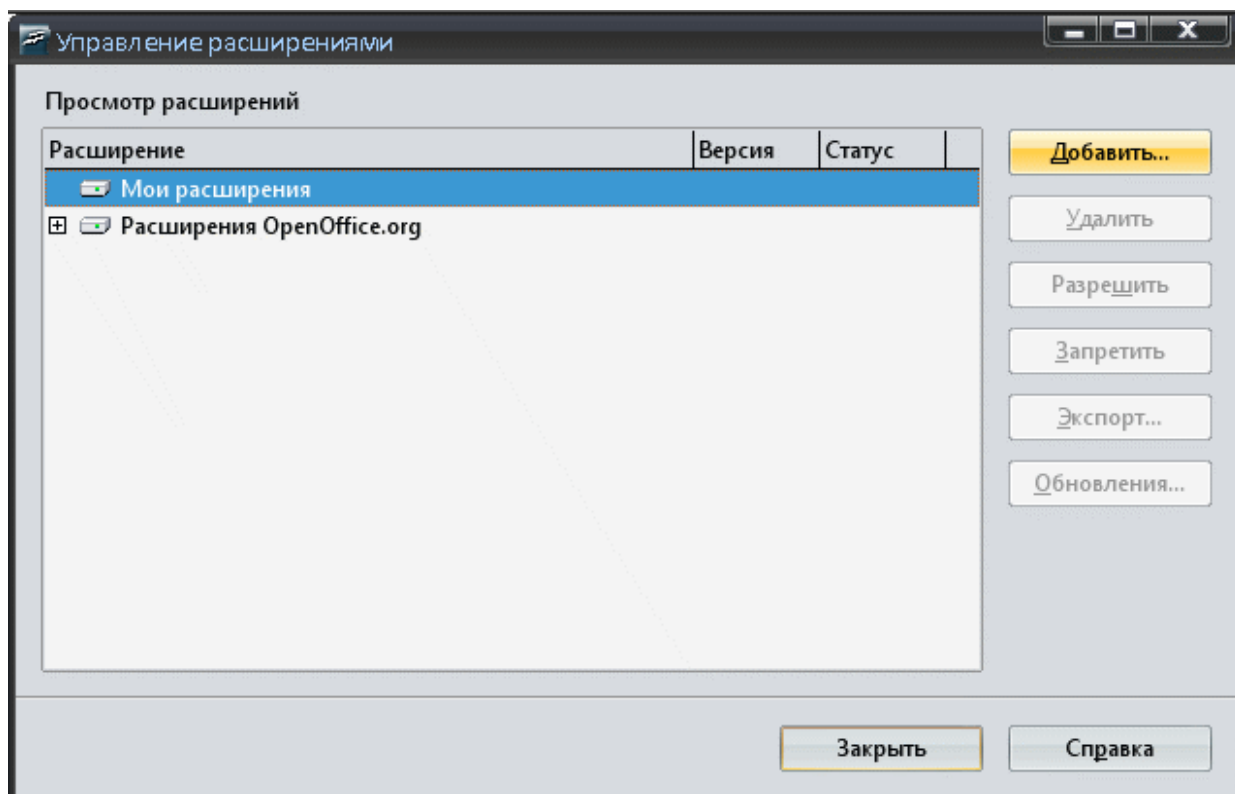 Управление расширениями
Просмотр расширений
Расширение Версия Статус
Мои расширения
Расширения OpenOffice.org
Добавить...
Удалить
Разрешить
Запретить
Экспорт...
Обновления...
Закрыть
Справка